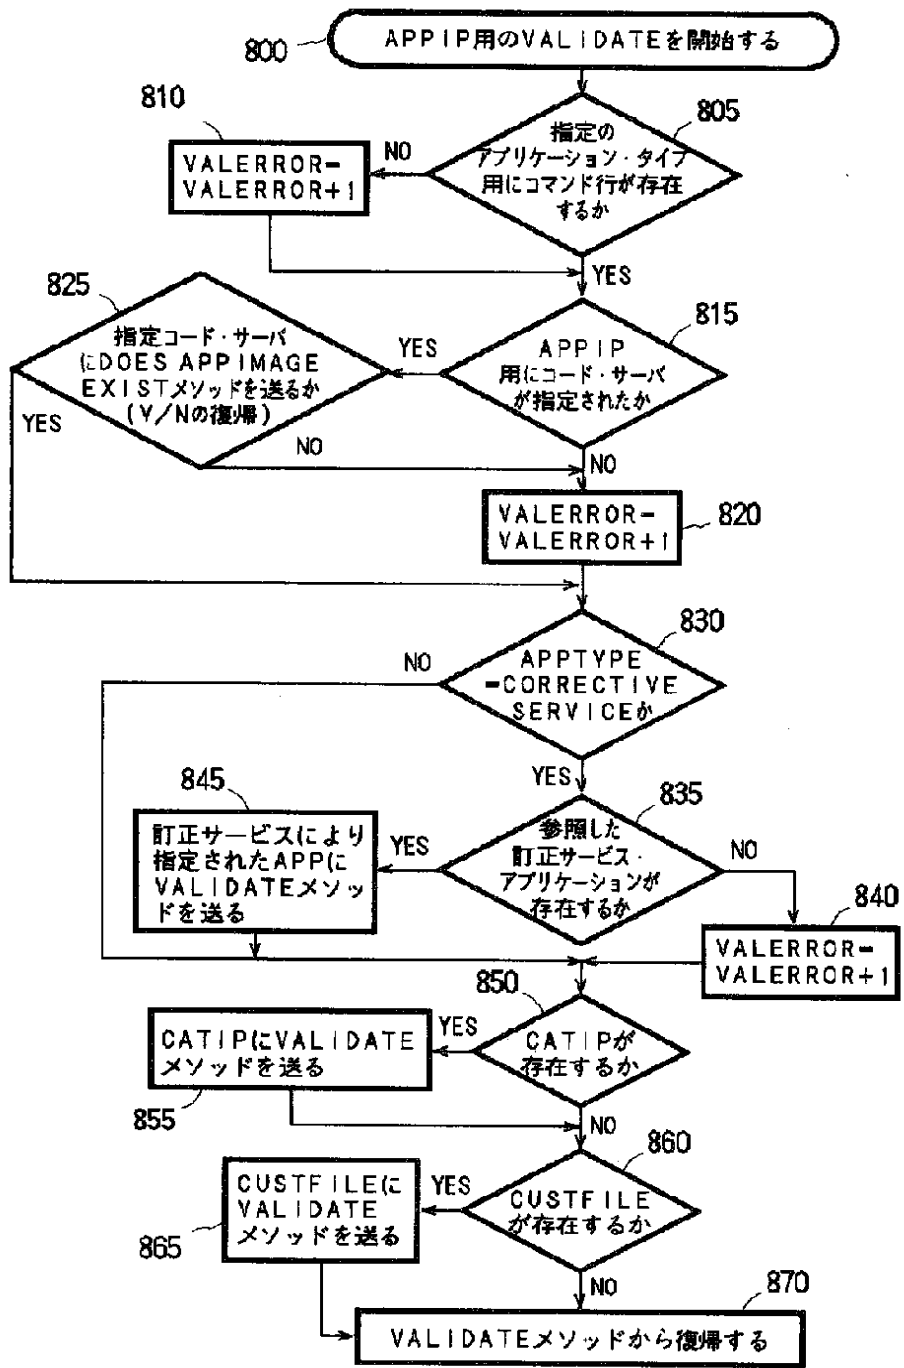 800
APPIP用のVALIDATEを開始する
810
805
VALERROR=
VALERROR+1
NO
指定の
アプリケーション・タイプ
用にコマンド行が存在
するか
YES
825
815
指定コード・サーバ
にDOES APPIMAGE
EXISTメソッドを送るか
(Y/Nの復帰)
YES
APPIP
用にコード・サーバ
が指定されたか
YES
NO
NO
820
VALERROR=
VALERROR+1
830
NO
APPTYPE
=CORRECTIVE
SERVICEか
YES
845
835
訂正サービスにより
指定されたAPPに
VALIDATEメソッ
ドを送る
YES
参照した
訂正サービス・
アプリケーションが
存在するか
NO
840
VALERROR=
VALERROR+1
850
CATIPにVALIDATE
メソッドを送る
YES
CATIPが
存在するか
855
NO
860
CUSTFILEに
VALIDATE
メソッドを送る
YES
CUSTFILE
が存在するか
865
NO
870
VALIDATEメソッドから復帰する